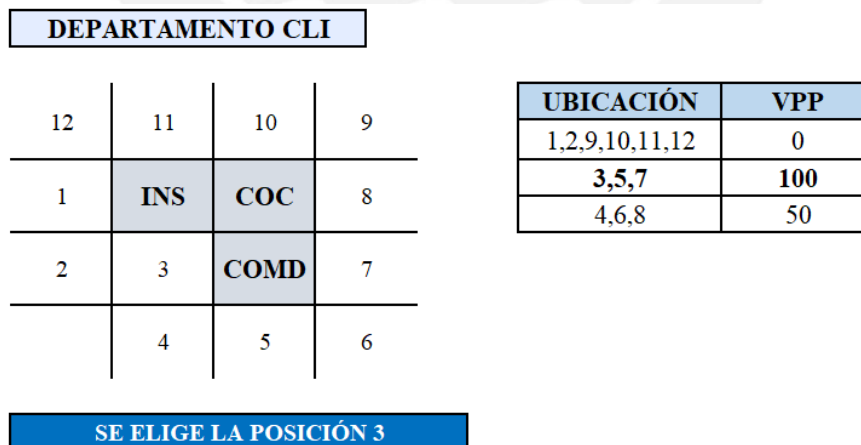 DEPARTAMENTO CLI
12 11 10 9
1 INS COC 8
2 3 COMD 7
4 5 6
UBICACIÓN VPP
1,2,9,10,11,12 0
3,5,7 100
4,6,8 50
SE ELIGE LA POSICIÓN 3